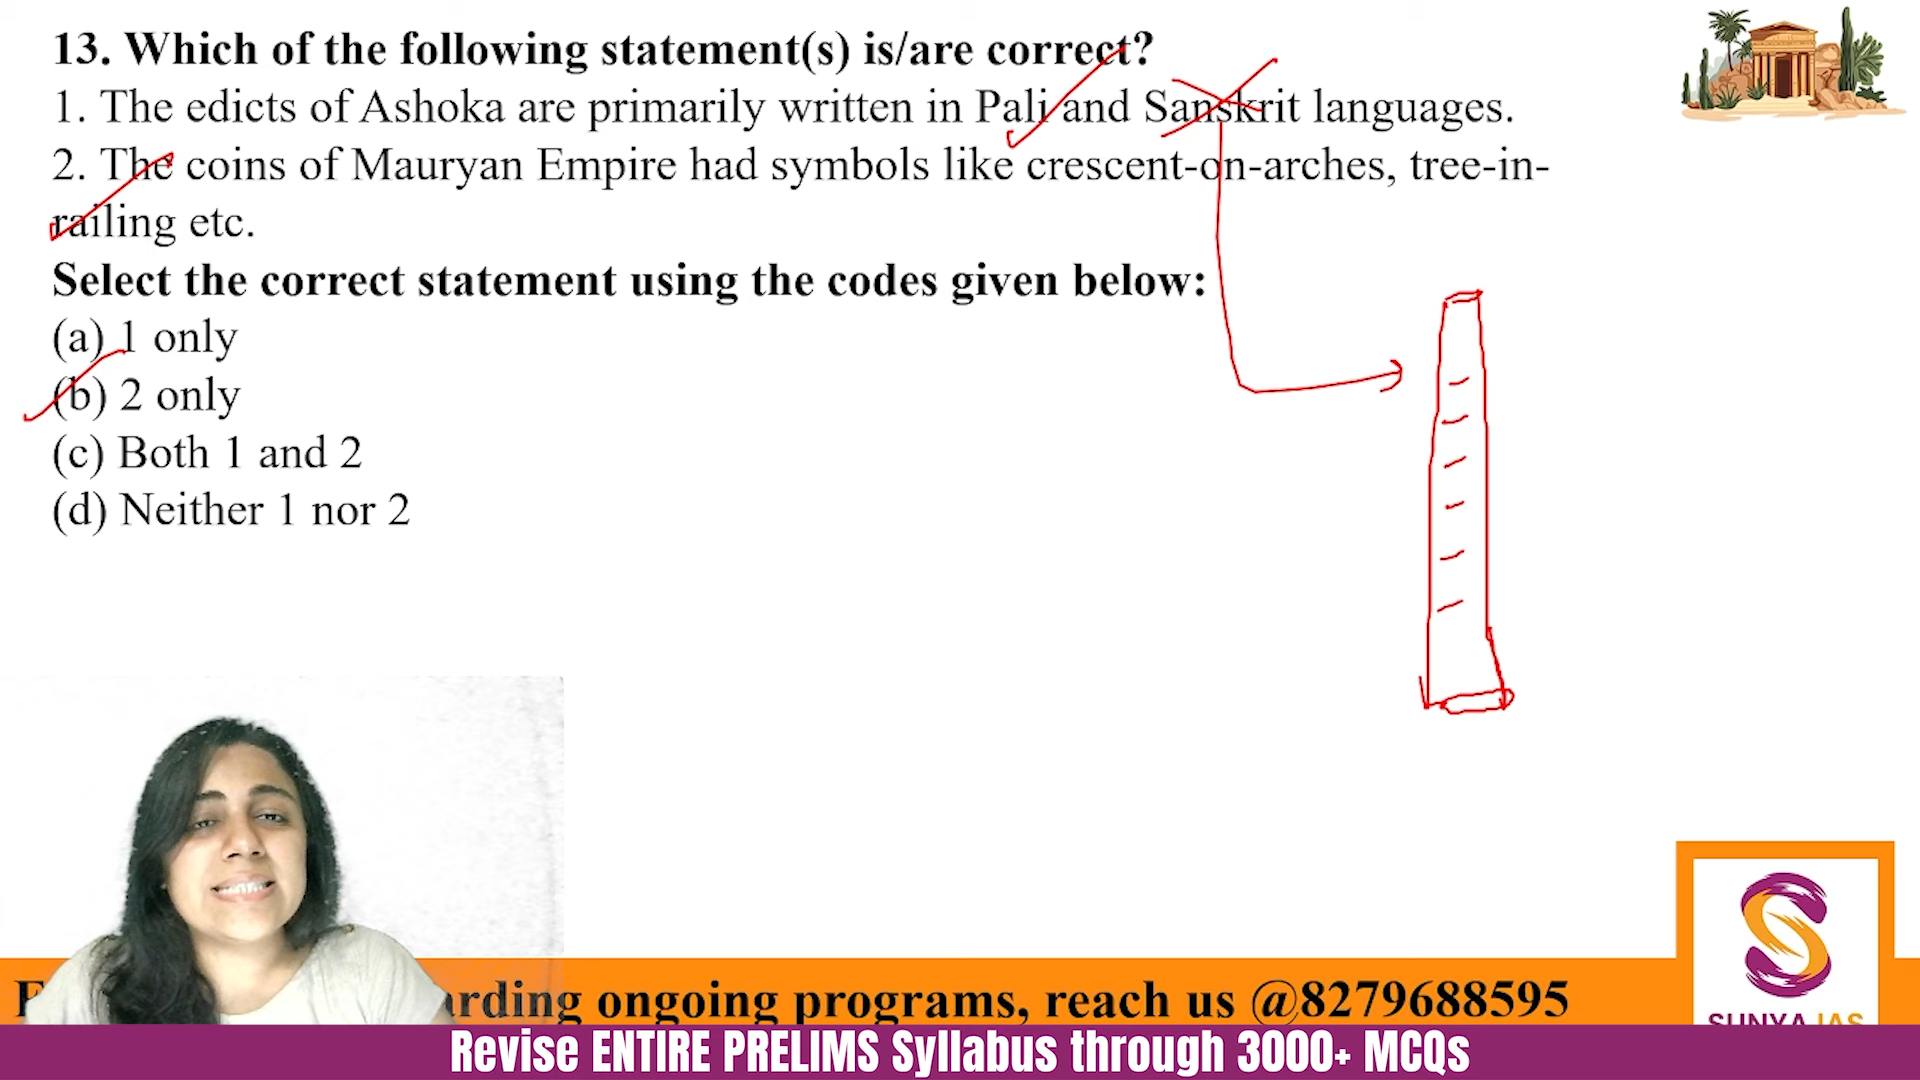 13. Which of the following statement(s) is/are correct?
1. The edicts of Ashoka are primarily written in Pali and Sanskrit languages.
2. The coins of Mauryan Empire had symbols like crescent-on-arches, tree-in-
railing etc.
Select the correct statement using the codes given below:
(a) 1 only
(b) 2 only
(c) Both 1 and 2
(d) Neither 1 nor 2
ongoing programs, reach us @8279688595
SUNYA IAS
Revise ENTIRE PRELIMS Syllabus through 3000+ MCQs